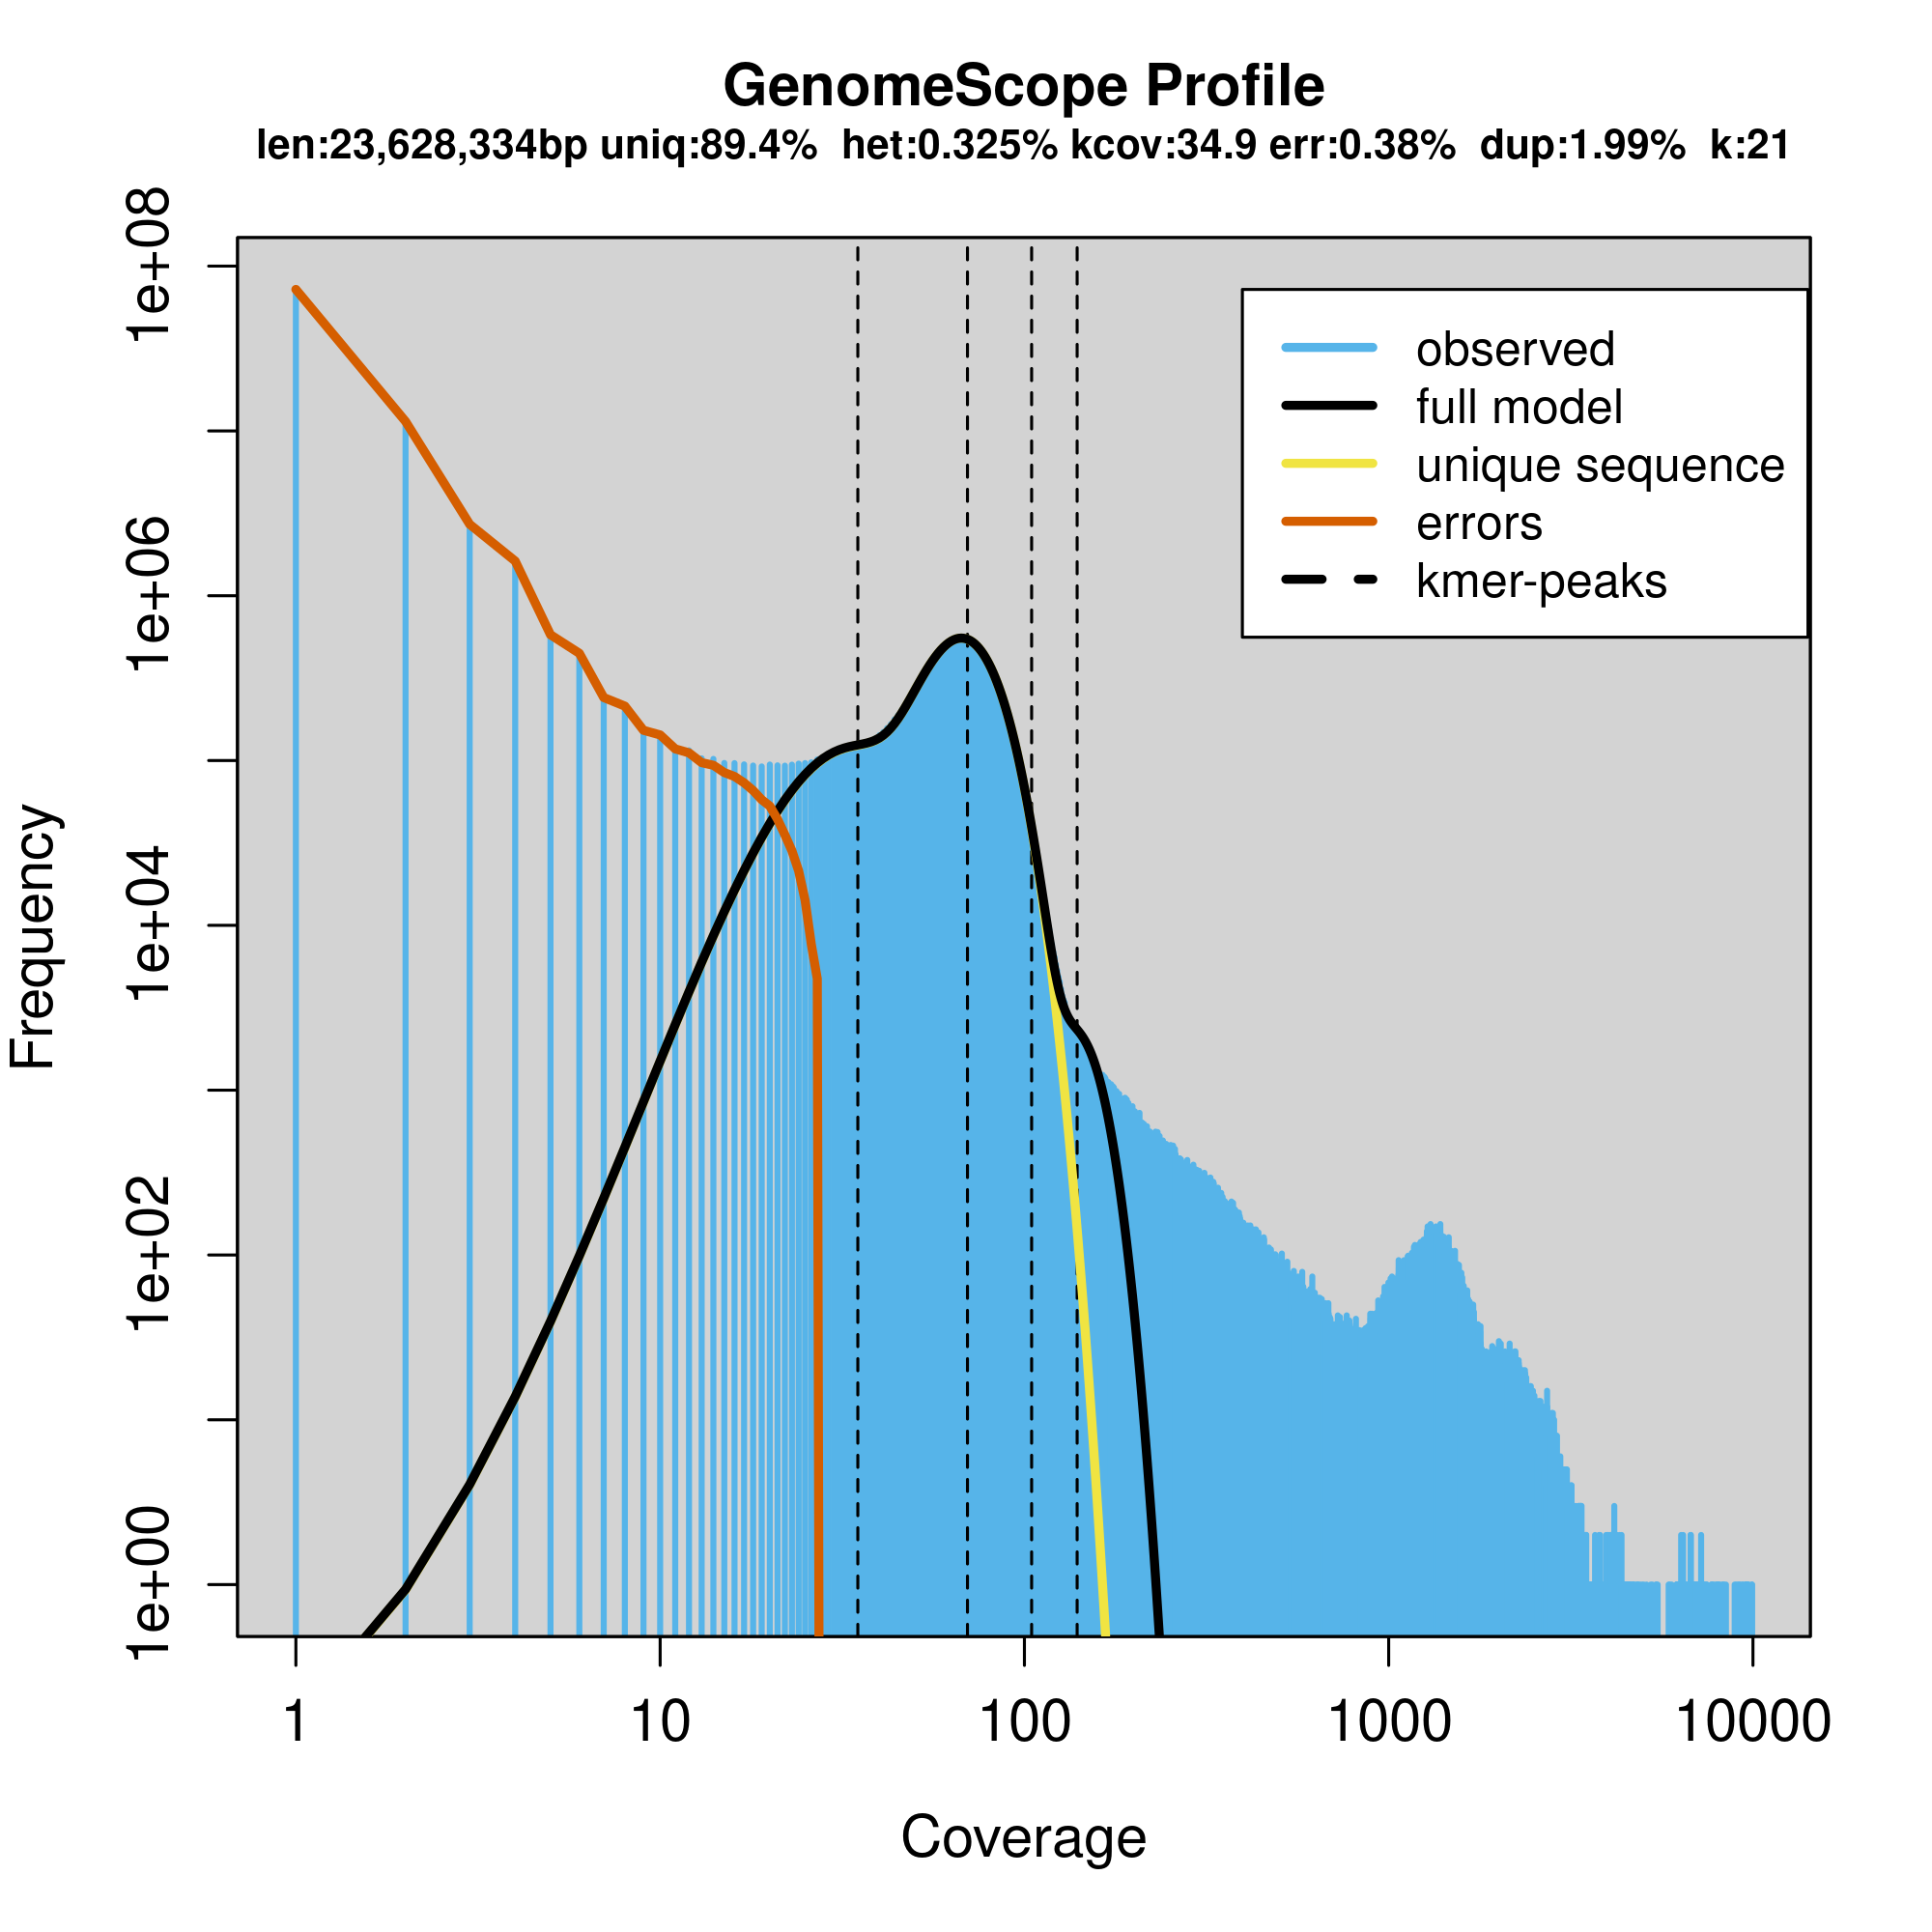 GenomeScope Profile
len:23,628,334bp uniq:89.4% het:0.325% kcov:34.9 err:0.38% dup:1.99% k:21
1e+08
1e+06
1e+04
1e+02
1e+00
Frequency
observed
full model
unique sequence
errors
kmer-peaks
1 10 100 1000 10000
Coverage